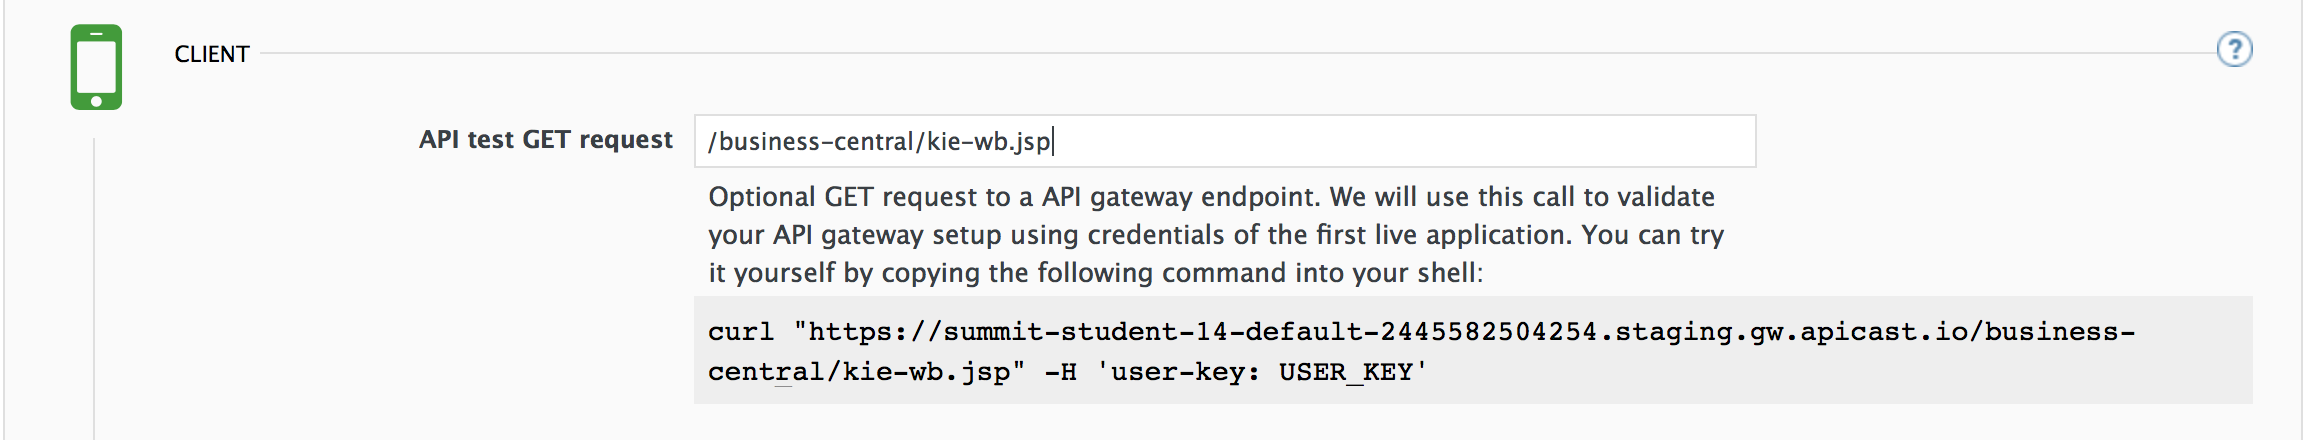 CLIENT
?
API test GET request
/business-central/kie-wb.jsp
Optional GET request to a API gateway endpoint. We will use this call to validate
your API gateway setup using credentials of the first live application. You can try
it yourself by copying the following command into your shell:
curl "https://summit-student-14-default-2445582504254.staging.gw.apicast.io/business-
central/kie-wb.jsp" -H 'user-key: USER_KEY'